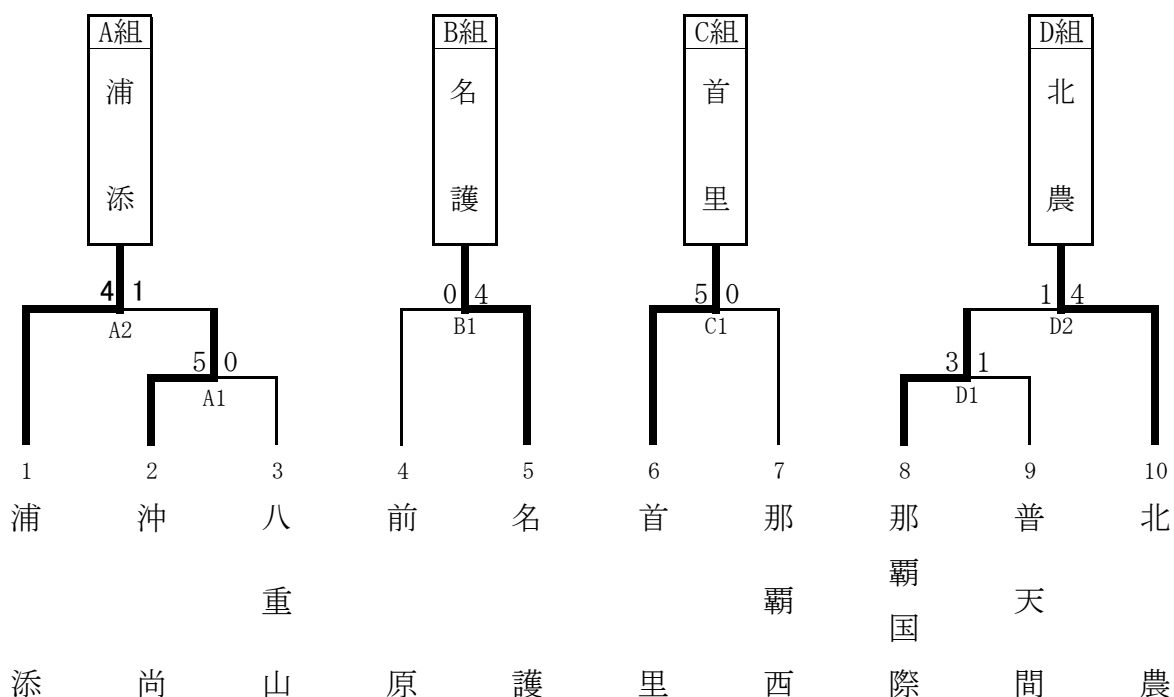 A組 B組 C組 D組
浦添 名護 首里 北農
4 1 0 4 5 0 1 4
A2 B1 C1 D2
5 0 3 1
A1 D1
1 2 3 4 5 6 7 8 9 10
浦添 沖尚 八重山 前原 名護 首里 那覇西 那覇国際 普天間 北農